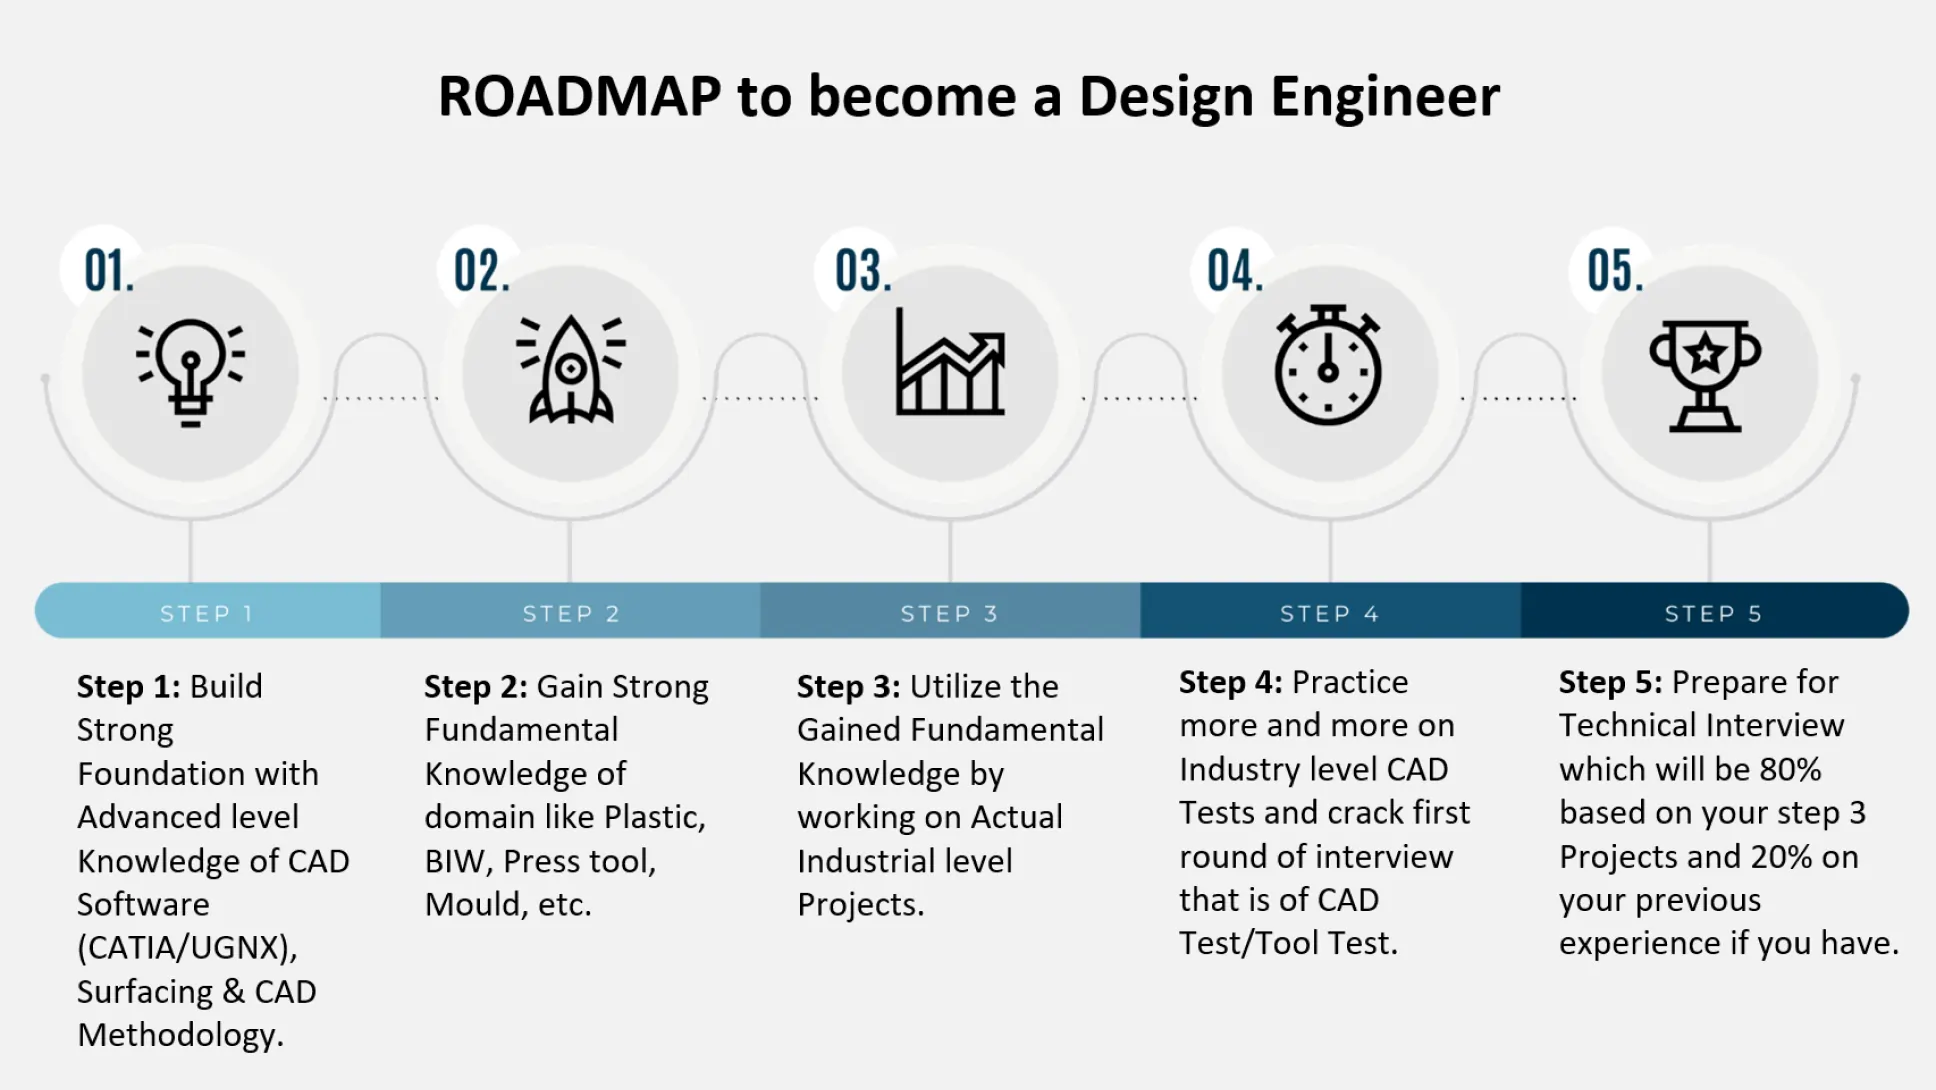 ROADMAP to become a Design Engineer
01.
02.
03.
04.
05.
STEP 1
STEP 2
STEP 3
STEP 4
STEP 5
Step 1: Build
Strong
Foundation with
Advanced level
Knowledge of CAD
Software
(CATIA/UGNX),
Surfacing & CAD
Methodology.
Step 2: Gain Strong
Fundamental
Knowledge of
domain like Plastic,
BIW, Press tool,
Mould, etc.
Step 3: Utilize the
Gained Fundamental
Knowledge by
working on Actual
Industrial level
Projects.
Step 4: Practice
more and more on
Industry level CAD
Tests and crack first
round of interview
that is of CAD
Test/Tool Test.
Step 5: Prepare for
Technical Interview
which will be 80%
based on your step 3
Projects and 20% on
your previous
experience if you have.